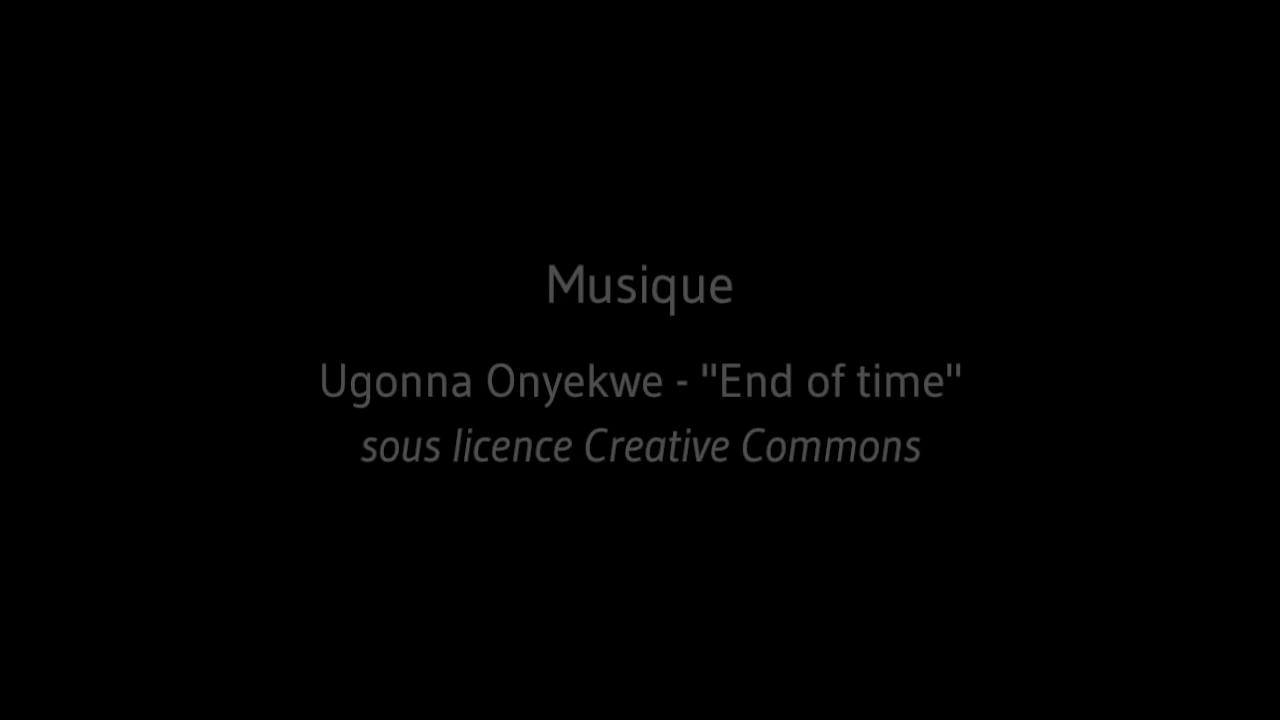 Musique
Ugonna Onyekwe - "End of time"
sous licence Creative Commons